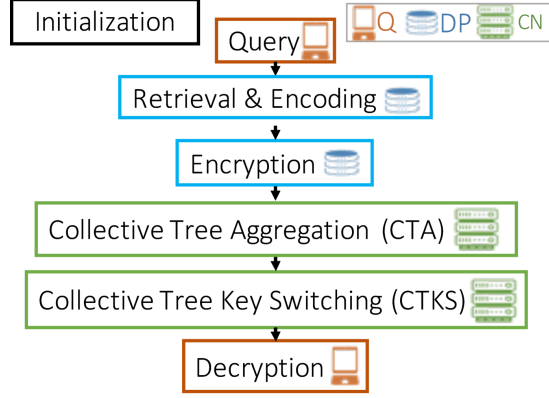 Initialization
Q DP CN
Query
Retrieval & Encoding
Encryption
Collective Tree Aggregation (CTA)
Collective Tree Key Switching (CTKS)
Decryption